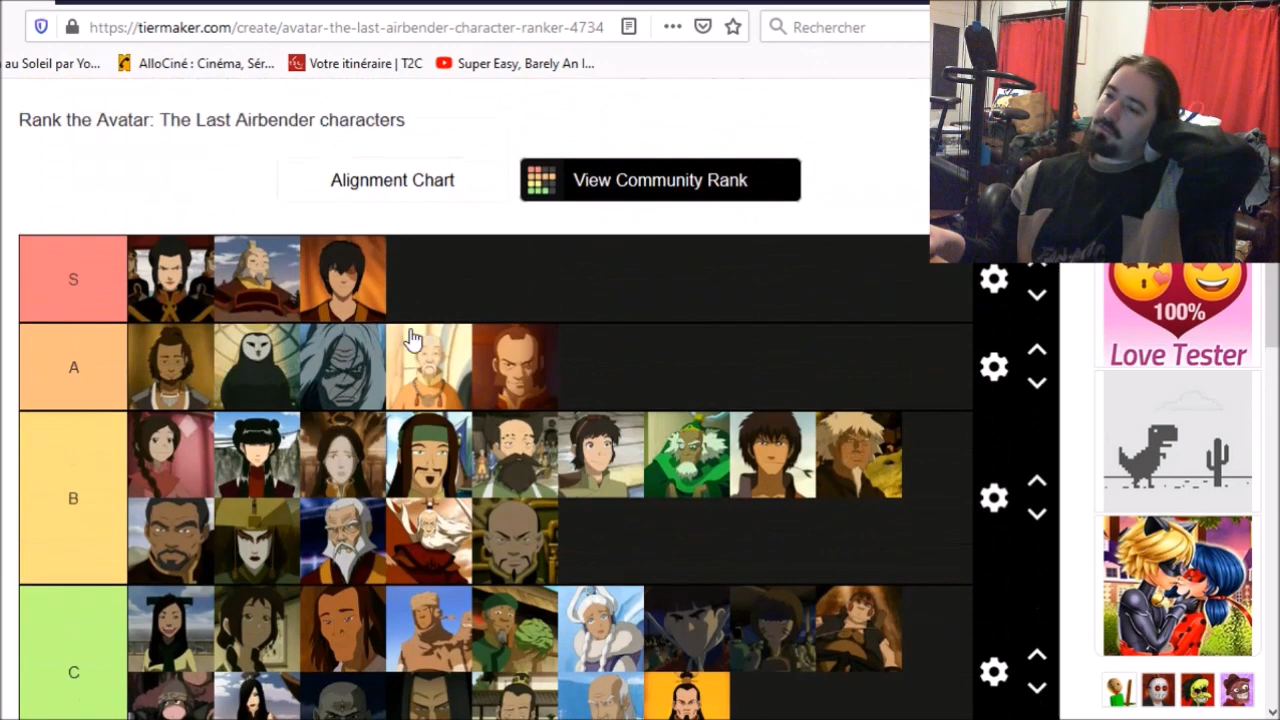 https://tiermaker.com/create/avatar-the-last-airbender-character-ranker-4734
Rechercher
au Soleil par Yo...
AlloCiné : Cinéma, Sér...
Votre itinéraire | T2C
Super Easy, Barely An I...
Rank the Avatar: The Last Airbender characters
Alignment Chart
View Community Rank
S
A
B
C
100%
Love Tester